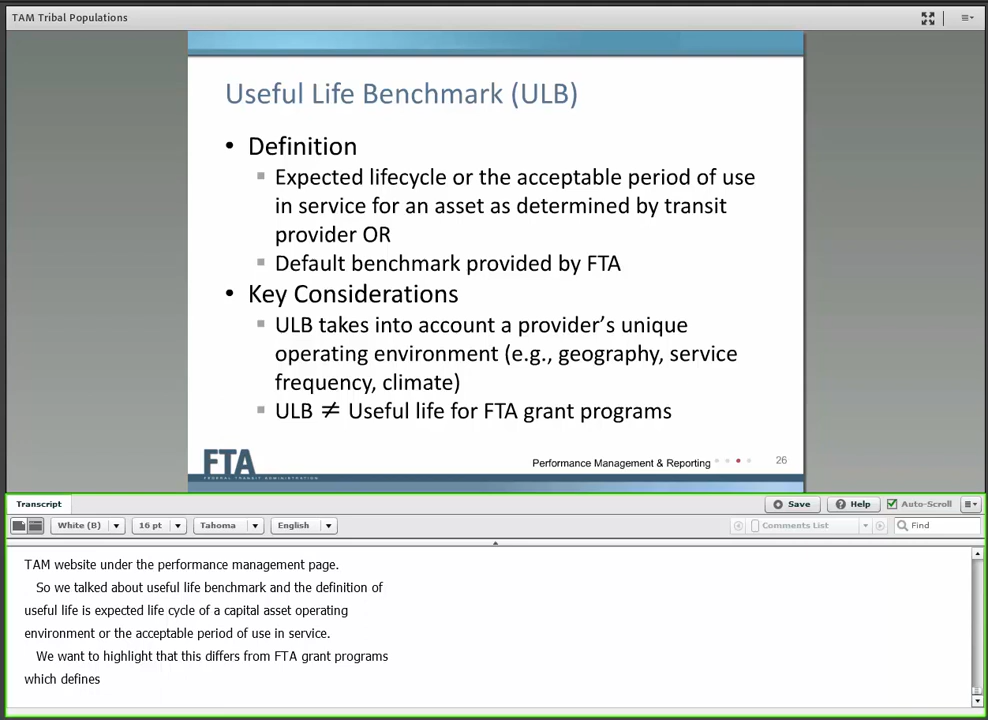 TAM Tribal Populations
Useful Life Benchmark (ULB)
• Definition
Expected lifecycle or the acceptable period of use
in service for an asset as determined by transit
provider OR
Default benchmark provided by FTA
• Key Considerations
ULB takes into account a provider’s unique
operating environment (e.g., geography, service
frequency, climate)
ULB ≠ Useful life for FTA grant programs
FTA
FEDERAL TRANSIT ADMINISTRATION
Performance Management & Reporting
26
Transcript
Save
Help
Auto-Scroll
White (B)
16 pt
Tahoma
English
Comments List
Find
TAM website under the performance management page.
So we talked about useful life benchmark and the definition of
useful life is expected life cycle of a capital asset operating
environment or the acceptable period of use in service.
We want to highlight that this differs from FTA grant programs
which defines